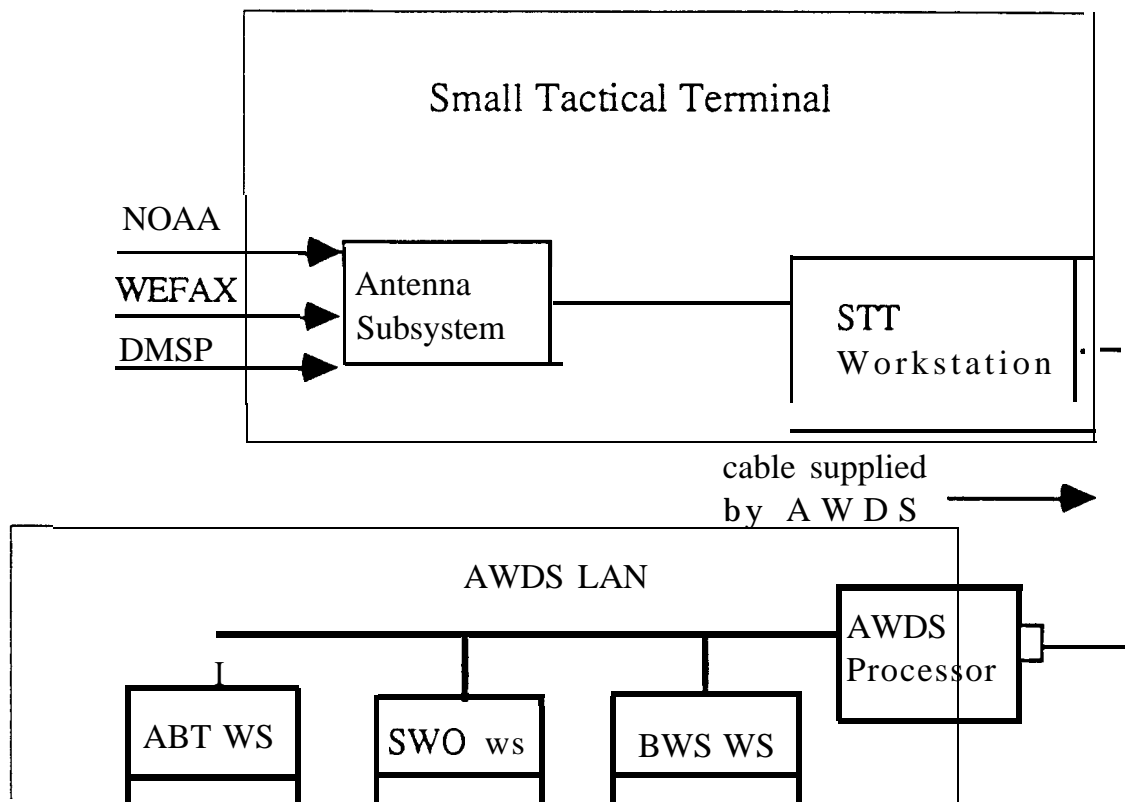 Small Tactical Terminal
NOAA
WEFAX
DMSP
Antenna
Subsystem
STT
Workstation
cable supplied
by AWDS
AWDS LAN
AWDS
Processor
ABT WS
SWO ws
BWS WS